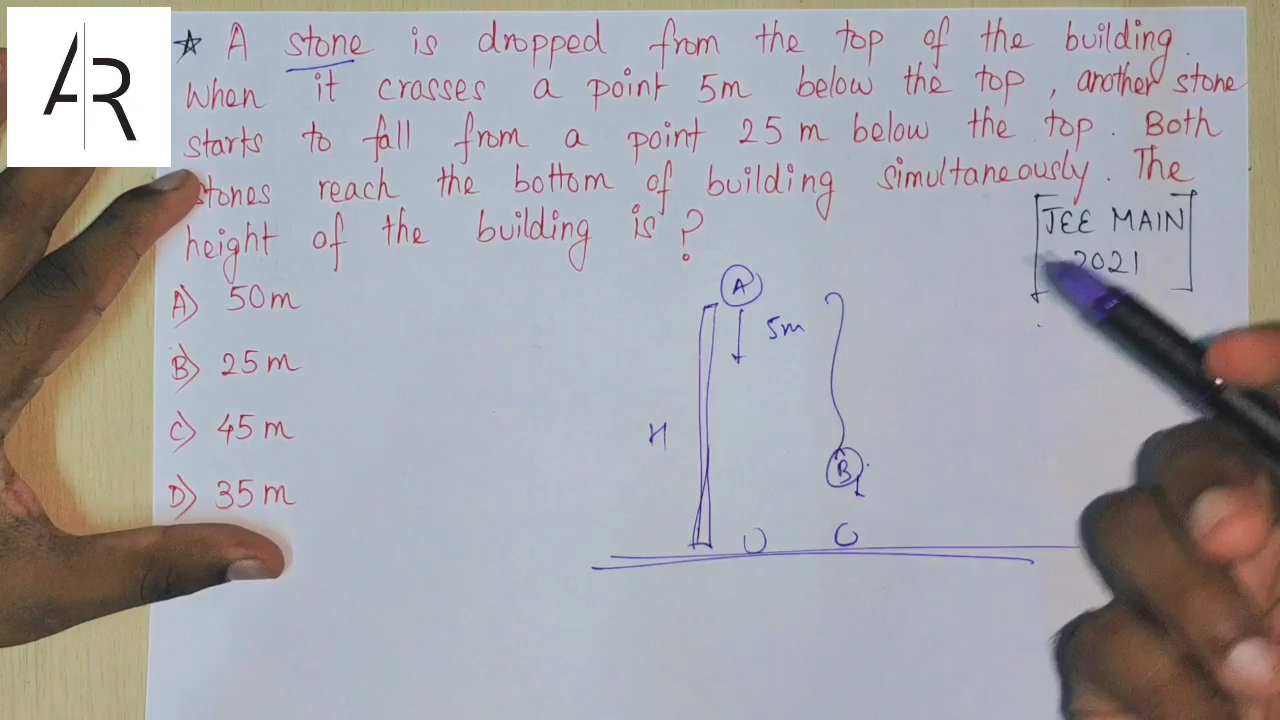 AR
☆ A stone is dropped from the top of the building.
When it crosses a point 5m below the top, another stone
starts to fall from a point 25 m below the top. Both
stones reach the bottom of building simultaneously. The
height of the building is ?
[JEE MAIN
2021]
A) 50m
B) 25m
C) 45m
D) 35m
A
5m
H
B